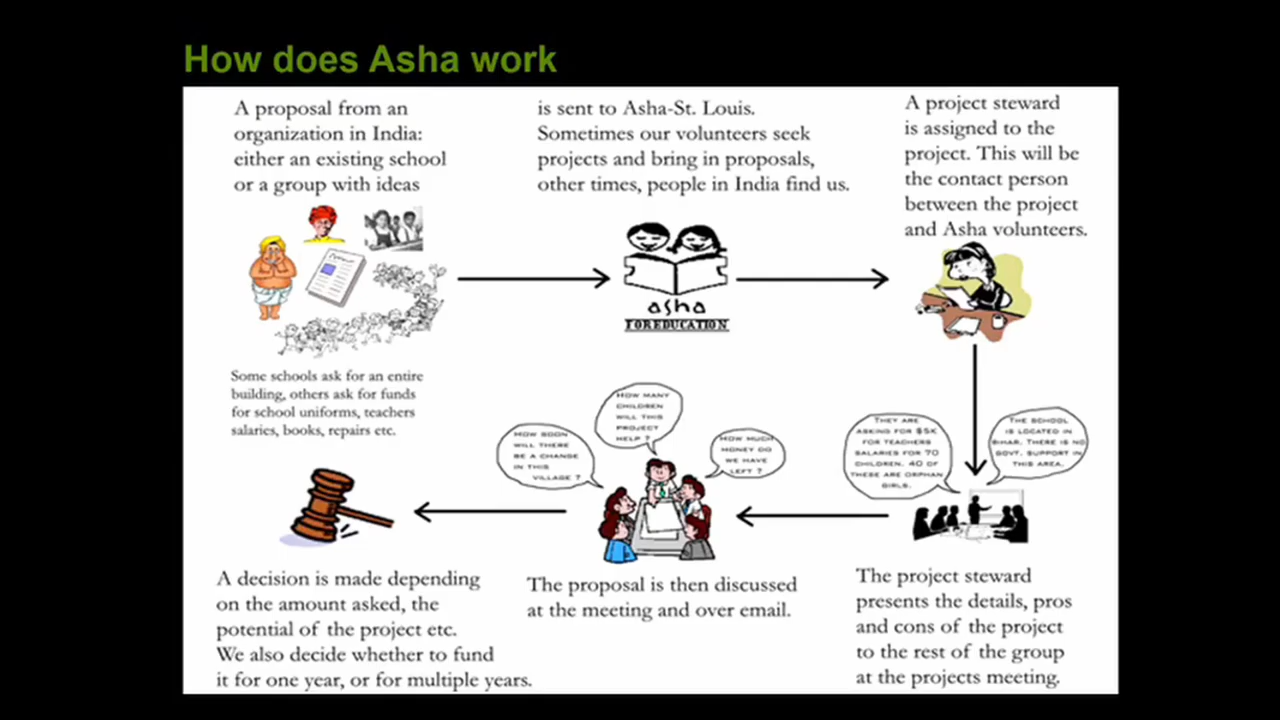 How does Asha work
A proposal from an
organization in India:
either an existing school
or a group with ideas
is sent to Asha-St. Louis.
Sometimes our volunteers seek
projects and bring in proposals,
other times, people in India find us.
A project steward
is assigned to the
project. This will be
the contact person
between the project
and Asha volunteers.
asha
FOR EDUCATION
Some schools ask for an entire
building, others ask for funds
for school uniforms, teachers
salaries, books, repairs etc.
THEY ARE
ASKING FOR $5K
FOR TEACHERS
SALARIES FOR 70
CHILDREN. 40 OF
THESE ARE ORPHAN
GIRLS.
THE SCHOOL
IS LOCATED IN
BIHAR. THERE IS NO
GOVT. SUPPORT IN
THIS AREA.
The project steward
presents the details, pros
and cons of the project
to the rest of the group
at the projects meeting.
HOW SOON
WILL THERE
BE A CHANGE
IN THIS
VILLAGE ?
HOW MANY
CHILDREN
WILL THIS
PROJECT
HELP ?
HOW MUCH
MONEY DO
WE HAVE
LEFT ?
The proposal is then discussed
at the meeting and over email.
A decision is made depending
on the amount asked, the
potential of the project etc.
We also decide whether to fund
it for one year, or for multiple years.